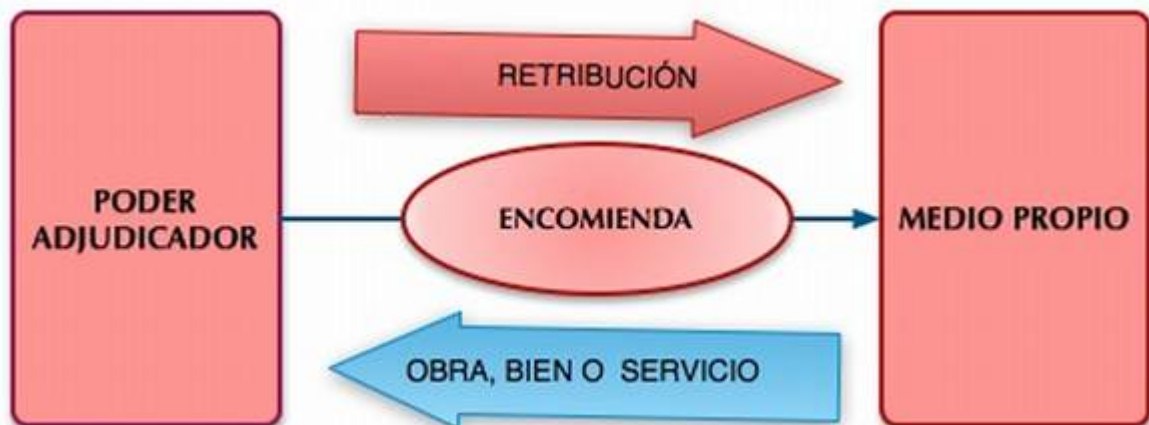 RETRIBUCIÓN
PODER
ADJUDICADOR
ENCOMIENDA
MEDIO PROPIO
OBRA, BIEN O SERVICIO